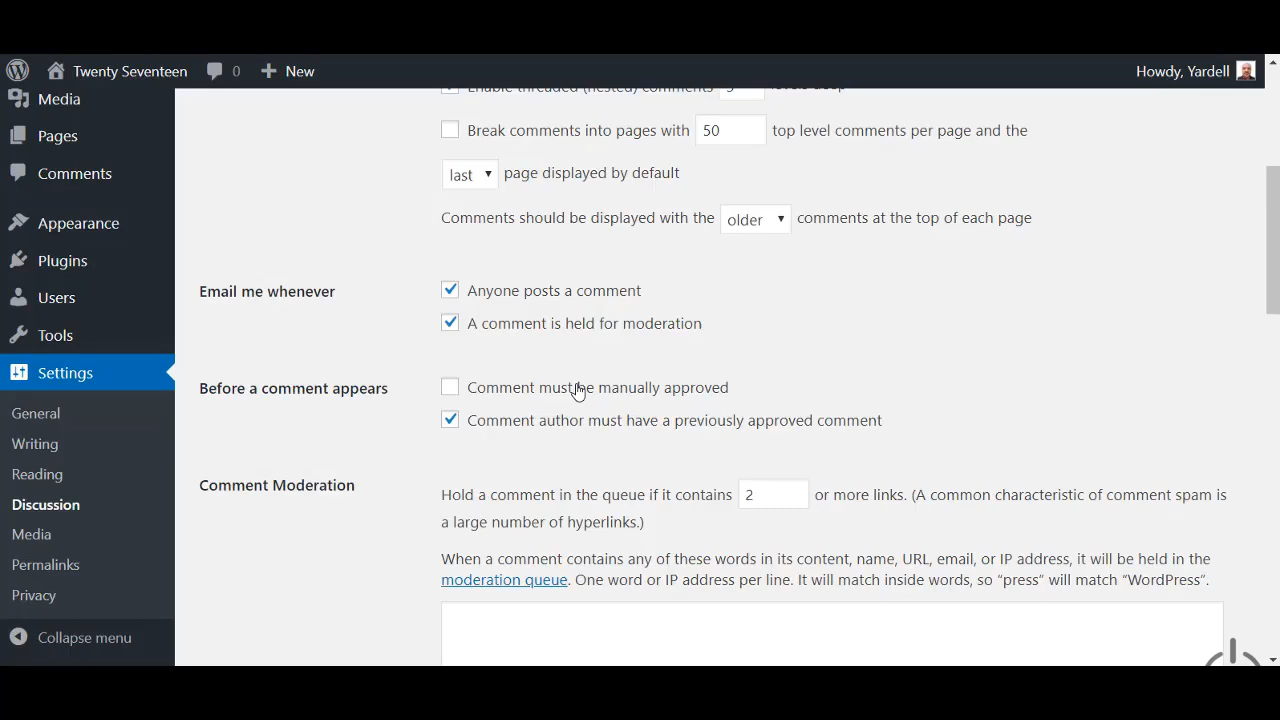 Twenty Seventeen 0 New Howdy, Yardell
Media
Pages
Comments
Appearance
Plugins
Users
Tools
Settings
General
Writing
Reading
Discussion
Media
Permalinks
Privacy
Collapse menu
Enable threaded (nested) comments 5 levels deep
Break comments into pages with 50 top level comments per page and the
last page displayed by default
Comments should be displayed with the older comments at the top of each page
Email me whenever
Anyone posts a comment
A comment is held for moderation
Before a comment appears
Comment must be manually approved
Comment author must have a previously approved comment
Comment Moderation
Hold a comment in the queue if it contains 2 or more links. (A common characteristic of comment spam is
a large number of hyperlinks.)
When a comment contains any of these words in its content, name, URL, email, or IP address, it will be held in the
moderation queue. One word or IP address per line. It will match inside words, so “press” will match “WordPress”.